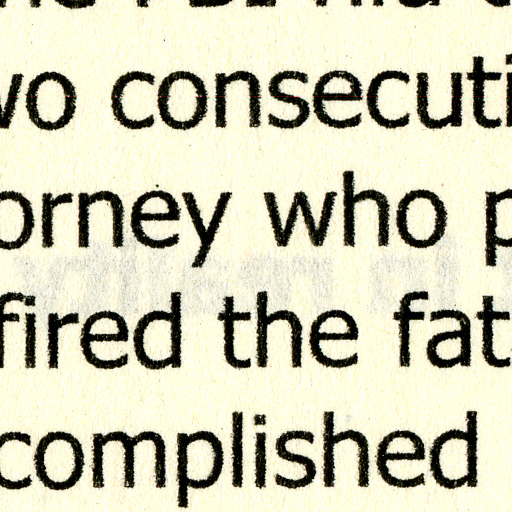 wo consecuti
orney who p
fired the fat
complished